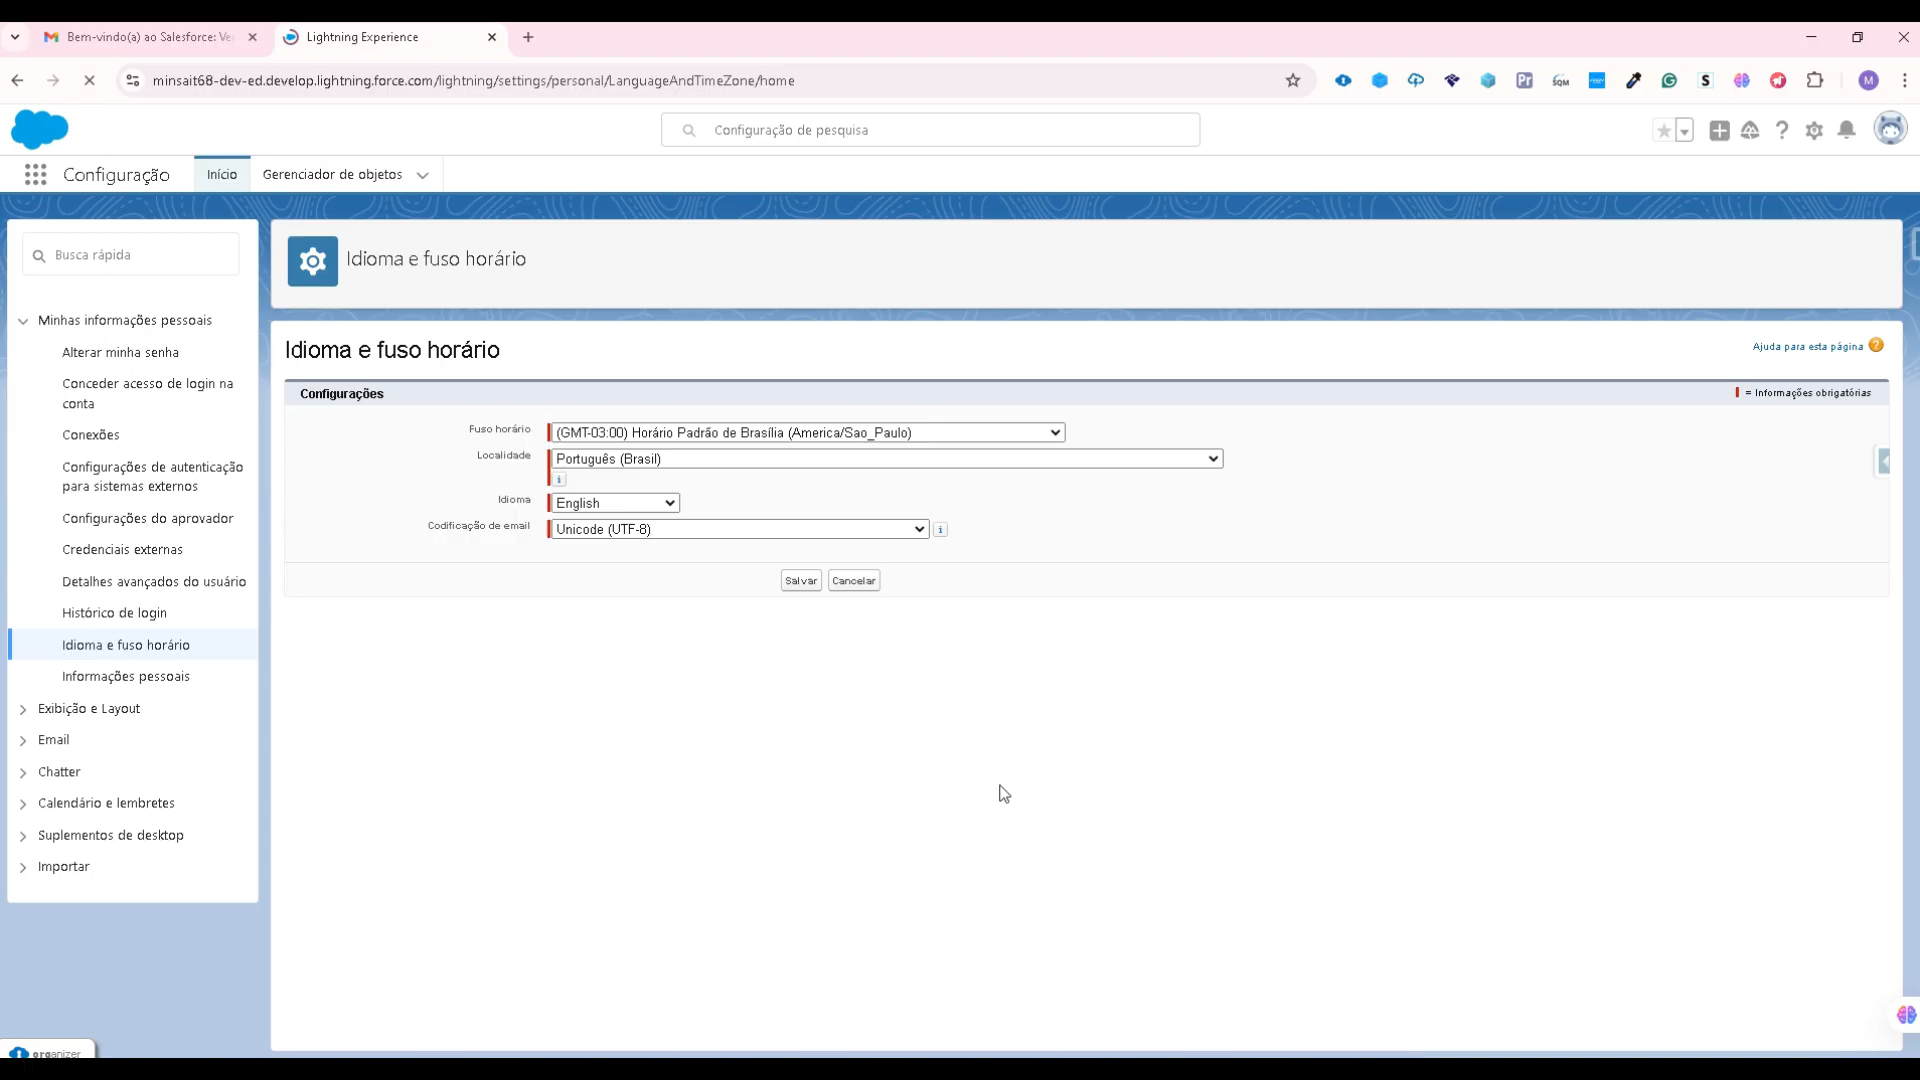 Bem-vindo(a) ao Salesforce: Ve
Lightning Experience
minsait68-dev-ed.develop.lightning.force.com/lightning/settings/personal/LanguageAndTimeZone/home
Pr
SQM
S
M
Configuração de pesquisa
Configuração
Início
Gerenciador de objetos
Busca rápida
Minhas informações pessoais
Alterar minha senha
Conceder acesso de login na
conta
Conexões
Configurações de autenticação
para sistemas externos
Configurações do aprovador
Credenciais externas
Detalhes avançados do usuário
Histórico de login
Idioma e fuso horário
Informações pessoais
Exibição e Layout
Email
Chatter
Calendário e lembretes
Suplementos de desktop
Importar
organizer
Idioma e fuso horário
Idioma e fuso horário
Ajuda para esta página ?
Configurações
= Informações obrigatórias
Fuso horário (GMT-03:00) Horário Padrão de Brasília (America/Sao_Paulo)
Localidade Português (Brasil)
i
Idioma English
Codificação de email Unicode (UTF-8) i
Salvar Cancelar